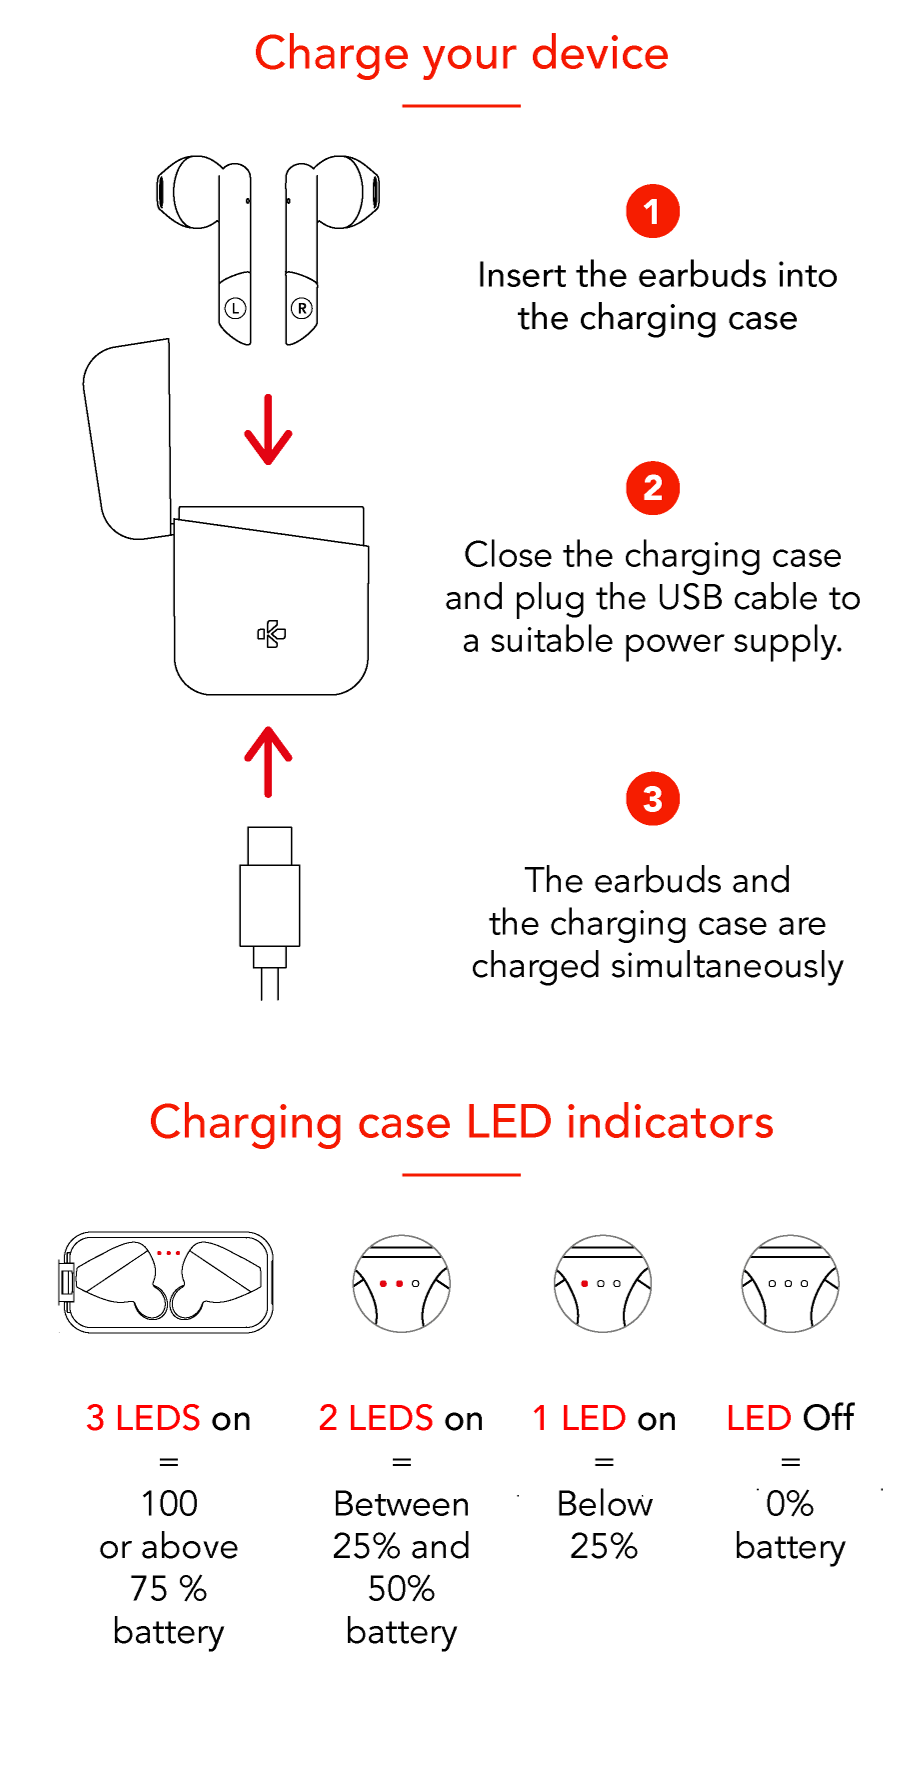 Charge your device
L
R
1
Insert the earbuds into
the charging case
2
Close the charging case
and plug the USB cable to
a suitable power supply.
3
The earbuds and
the charging case are
charged simultaneously
Charging case LED indicators
3 LEDS on
=
100
or above
75 %
battery
2 LEDS on
=
Between
25% and
50%
battery
1 LED on
=
Below
25%
LED Off
=
0%
battery